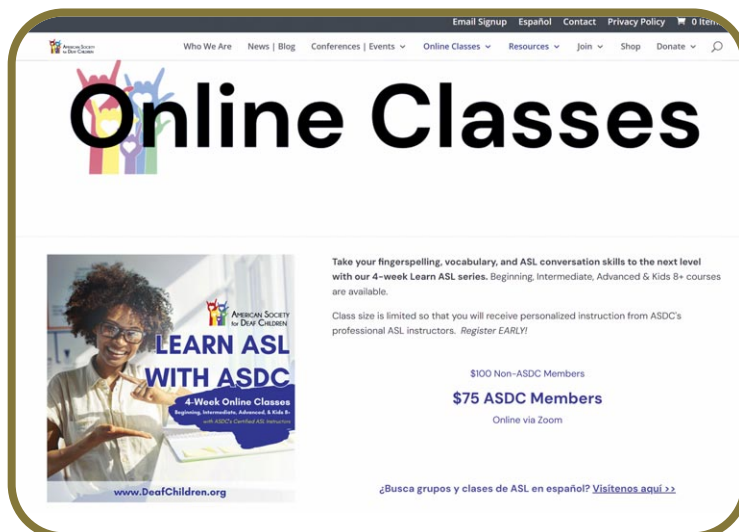 Email Signup Español Contact Privacy Policy 0 Item
AMERICAN SOCIETY
FOR DEAF CHILDREN
Who We Are News | Blog Conferences | Events Online Classes Resources Join Shop Donate
Online Classes
AMERICAN SOCIETY
FOR DEAF CHILDREN
LEARN ASL
WITH ASDC
4-Week Online Classes
Beginning, Intermediate, Advanced, & Kids 8+
with ASDC's Certified ASL Instructors
www.DeafChildren.org
Take your fingerspelling, vocabulary, and ASL conversation skills to the next level
with our 4-week Learn ASL series. Beginning, Intermediate, Advanced & Kids 8+ courses
are available.
Class size is limited so that you will receive personalized instruction from ASDC's
professional ASL instructors. Register EARLY!
$100 Non-ASDC Members
$75 ASDC Members
Online via Zoom
¿Busca grupos y clases de ASL en español? Visítenos aquí >>